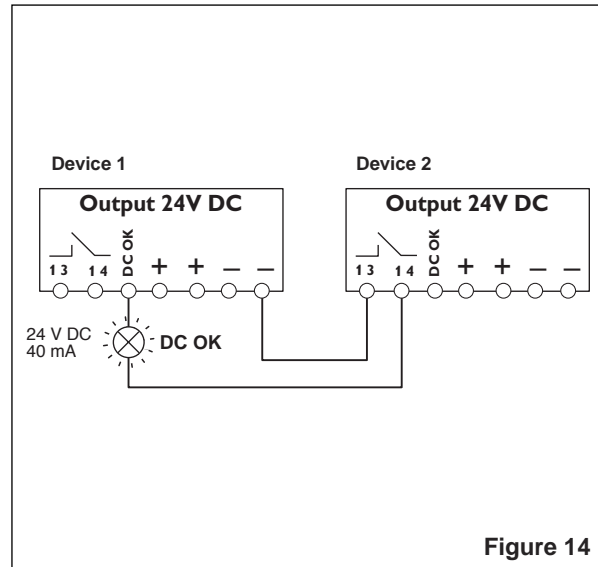 Device 1
Output 24V DC
13 14 DC OK + + – –
24 V DC
40 mA
DC OK
Device 2
Output 24V DC
13 14 DC OK + + – –
Figure 14